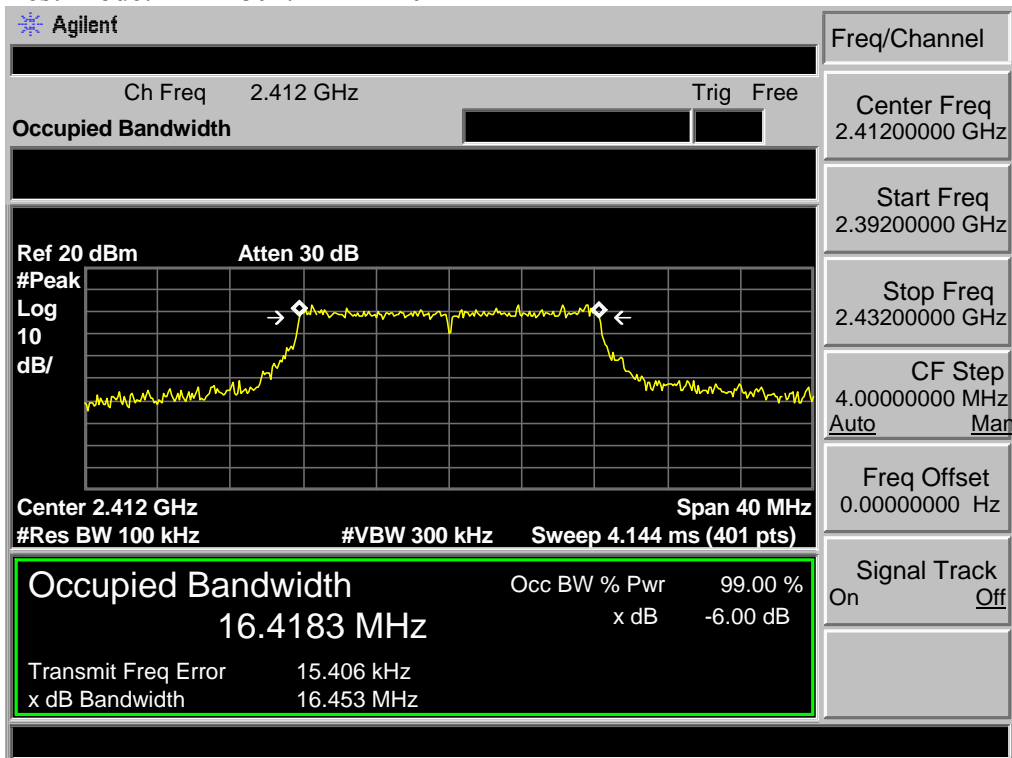 Agilent
Freq/Channel
Ch Freq 2.412 GHz Trig Free
Occupied Bandwidth
Center Freq
2.41200000 GHz
Start Freq
2.39200000 GHz
Stop Freq
2.43200000 GHz
CF Step
4.00000000 MHz
Auto Man
Freq Offset
0.00000000 Hz
Signal Track
On Off
Ref 20 dBm Atten 30 dB
#Peak
Log
10
dB/
Center 2.412 GHz Span 40 MHz
#Res BW 100 kHz #VBW 300 kHz Sweep 4.144 ms (401 pts)
Occupied Bandwidth Occ BW % Pwr 99.00 %
16.4183 MHz x dB -6.00 dB
Transmit Freq Error 15.406 kHz
x dB Bandwidth 16.453 MHz